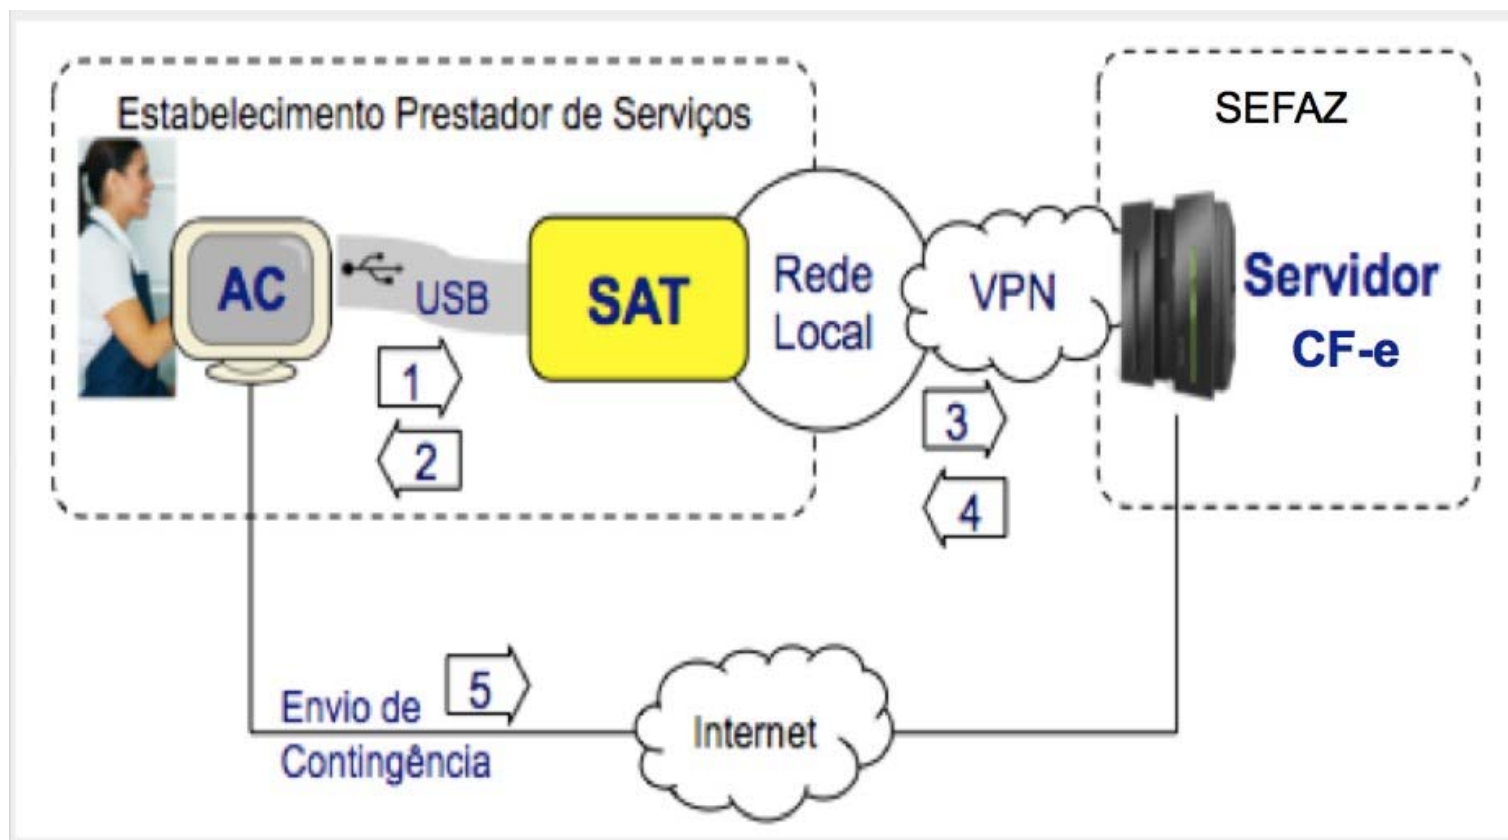 Estabelecimento Prestador de Serviços
SEFAZ
AC
USB
SAT
Rede
Local
VPN
Servidor
CF-e
1
2
3
4
5
Envio de
Contingência
Internet